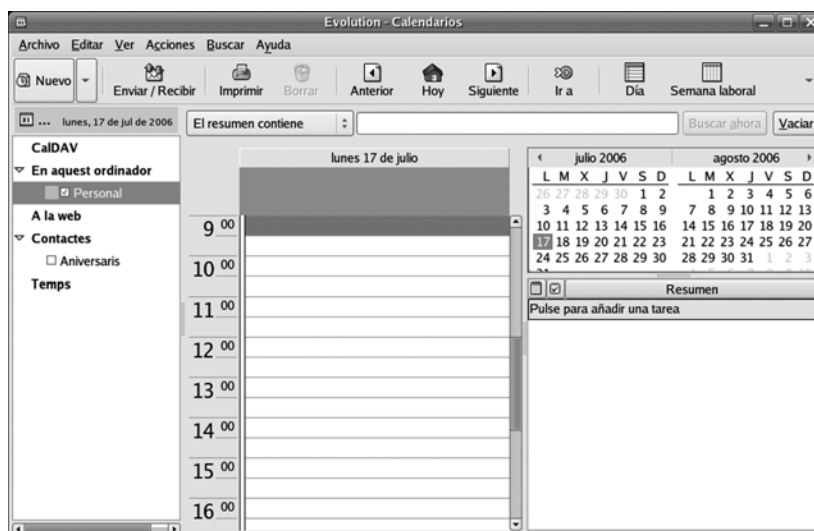 Evolution - Calendarios
Archivo Editar Ver Acciones Buscar Ayuda
Nuevo Enviar / Recibir Imprimir Borrar Anterior Hoy Siguiente Ir a Día Semana laboral
... lunes, 17 de jul de 2006 El resumen contiene Buscar ahora Vaciar
CalDAV
En aquest ordinador
Personal
A la web
Contactes
Aniversaris
Temps
lunes 17 de julio
9 00
10 00
11 00
12 00
13 00
14 00
15 00
16 00
julio 2006
L M X J V S D
26 27 28 29 30 1 2
3 4 5 6 7 8 9
10 11 12 13 14 15 16
17 18 19 20 21 22 23
24 25 26 27 28 29 30
agosto 2006
L M X J V S D
1 2 3 4 5 6
7 8 9 10 11 12 13
14 15 16 17 18 19 20
21 22 23 24 25 26 27
28 29 30 31 1 2 3
Resumen
Pulse para añadir una tarea